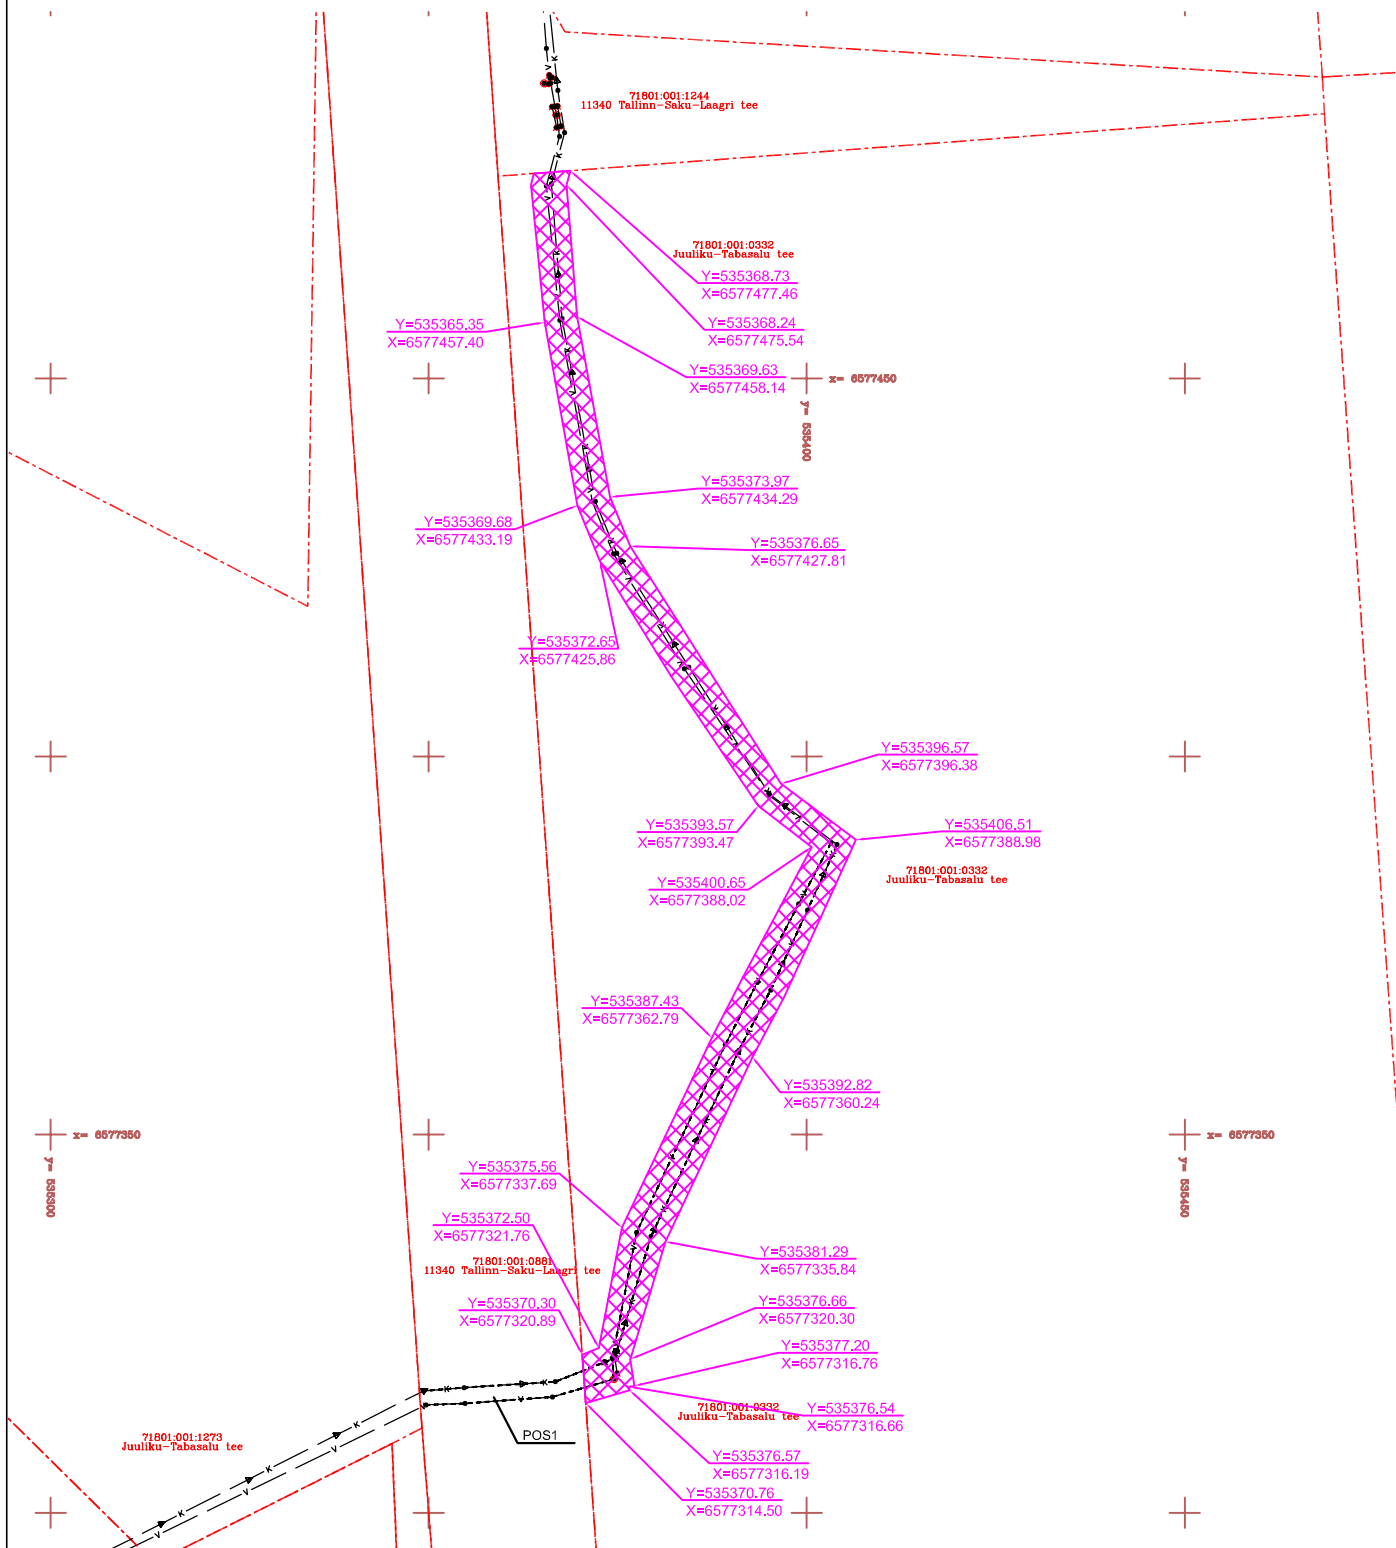 71801:001:1244
11340 Tallinn-Saku-Laagri tee
71801:001:0332
Juuliku-Tabasalu tee
Y=535368.73
X=6577477.46
Y=535365.35
X=6577457.40
Y=535368.24
X=6577475.54
Y=535369.63
X=6577458.14
x= 6577450
y= 535400
Y=535373.97
X=6577434.29
Y=535369.68
X=6577433.19
Y=535376.65
X=6577427.81
Y=535372.65
X=6577425.86
Y=535396.57
X=6577396.38
Y=535393.57
X=6577393.47
Y=535406.51
X=6577388.98
71801:001:0332
Juuliku-Tabasalu tee
Y=535400.65
X=6577388.02
Y=535387.43
X=6577362.79
Y=535392.82
X=6577360.24
x= 6577350
y= 535300
x= 6577350
y= 535450
Y=535375.56
X=6577337.69
Y=535372.50
X=6577321.76
71801:001:0881
11340 Tallinn-Saku-Laagri tee
Y=535381.29
X=6577335.84
Y=535370.30
X=6577320.89
Y=535376.66
X=6577320.30
Y=535377.20
X=6577316.76
71801:001:0332
Juuliku-Tabasalu tee
Y=535376.54
X=6577316.66
POS1
71801:001:1273
Juuliku-Tabasalu tee
Y=535376.57
X=6577316.19
Y=535370.76
X=6577314.50